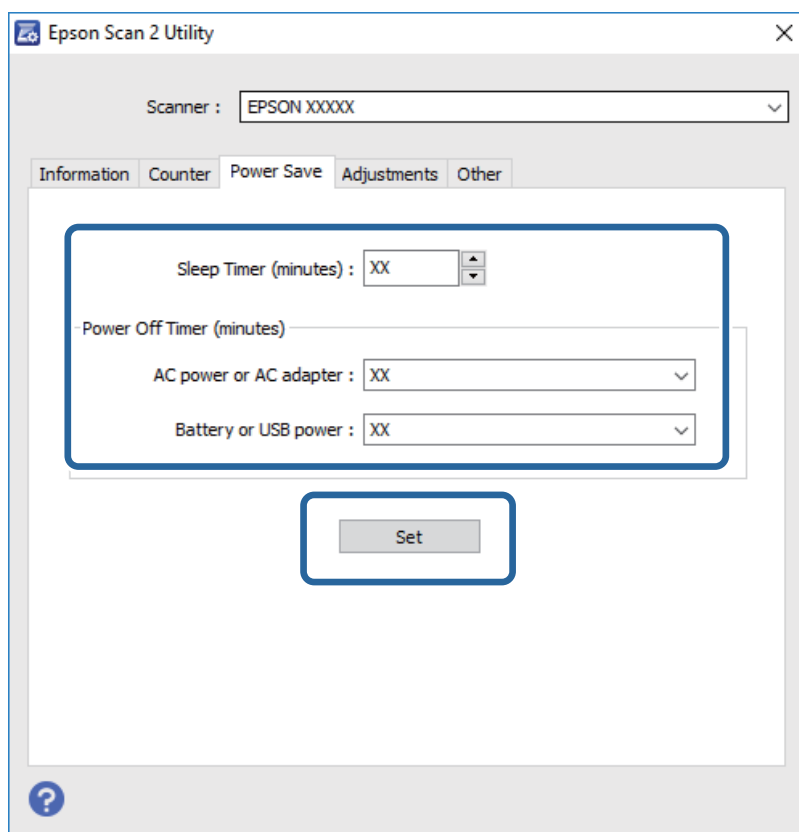 Epson Scan 2 Utility
Scanner : EPSON XXXXX
Information Counter Power Save Adjustments Other
Sleep Timer (minutes) : XX
Power Off Timer (minutes)
AC power or AC adapter : XX
Battery or USB power : XX
Set
?